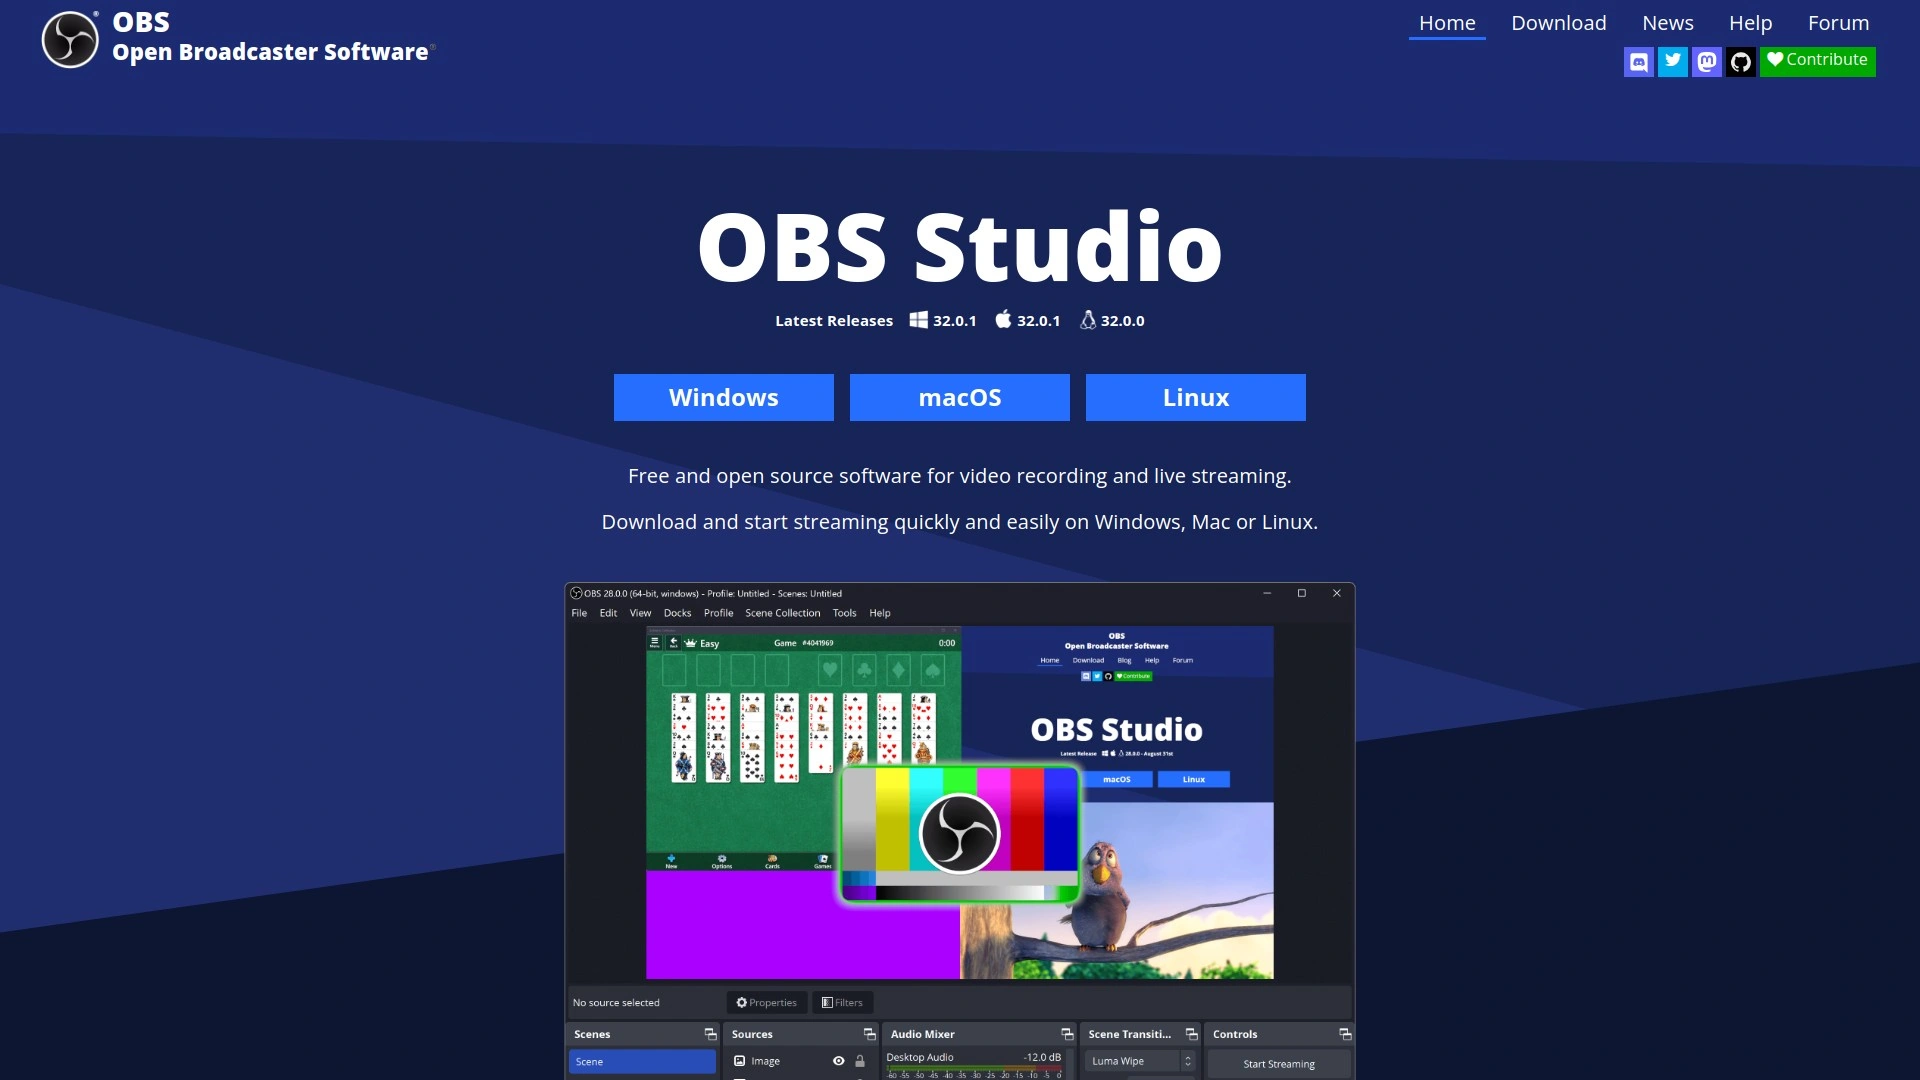 OBS
Open Broadcaster Software
Home Download News Help Forum
Contribute
OBS Studio
Latest Releases 32.0.1 32.0.1 32.0.0
Windows macOS Linux
Free and open source software for video recording and live streaming.
Download and start streaming quickly and easily on Windows, Mac or Linux.
OBS 28.0.0 (64-bit, windows) - Profile: Untitled - Scenes: Untitled
File Edit View Docks Profile Scene Collection Tools Help
Easy Game #4041969 0:00
OBS
Open Broadcaster Software
Home Download Blog Help Forum
Contribute
OBS Studio
Latest Release 28.0.0 - August 31st
macOS Linux
New Options Cards Games
No source selected Properties Filters
Scenes Sources Audio Mixer Scene Transiti... Controls
Scene Image Desktop Audio -12.0 dB Luma Wipe Start Streaming
-60 -55 -50 -45 -40 -35 -30 -25 -20 -15 -10 -5 0